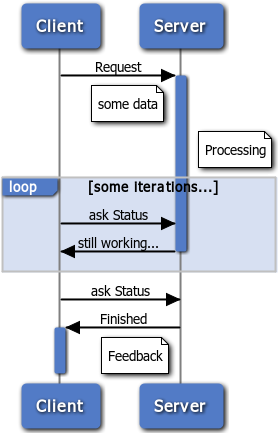 Client Server
Request
some data
Processing
loop [some iterations...]
ask Status
still working...
ask Status
Finished
Feedback
Client Server